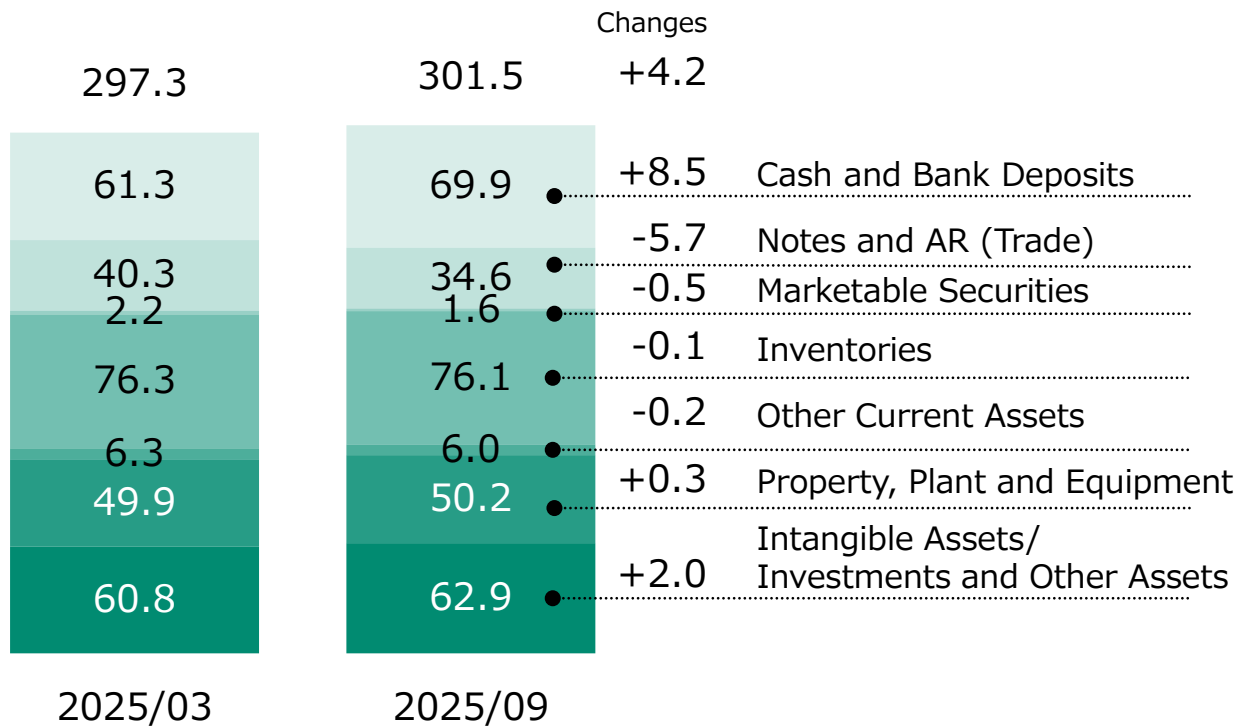 Changes
297.3 301.5 +4.2
61.3 69.9 +8.5 Cash and Bank Deposits
40.3 34.6 -5.7 Notes and AR (Trade)
2.2 1.6 -0.5 Marketable Securities
76.3 76.1 -0.1 Inventories
6.3 6.0 -0.2 Other Current Assets
49.9 50.2 +0.3 Property, Plant and Equipment
Intangible Assets/
60.8 62.9 +2.0 Investments and Other Assets
2025/03 2025/09